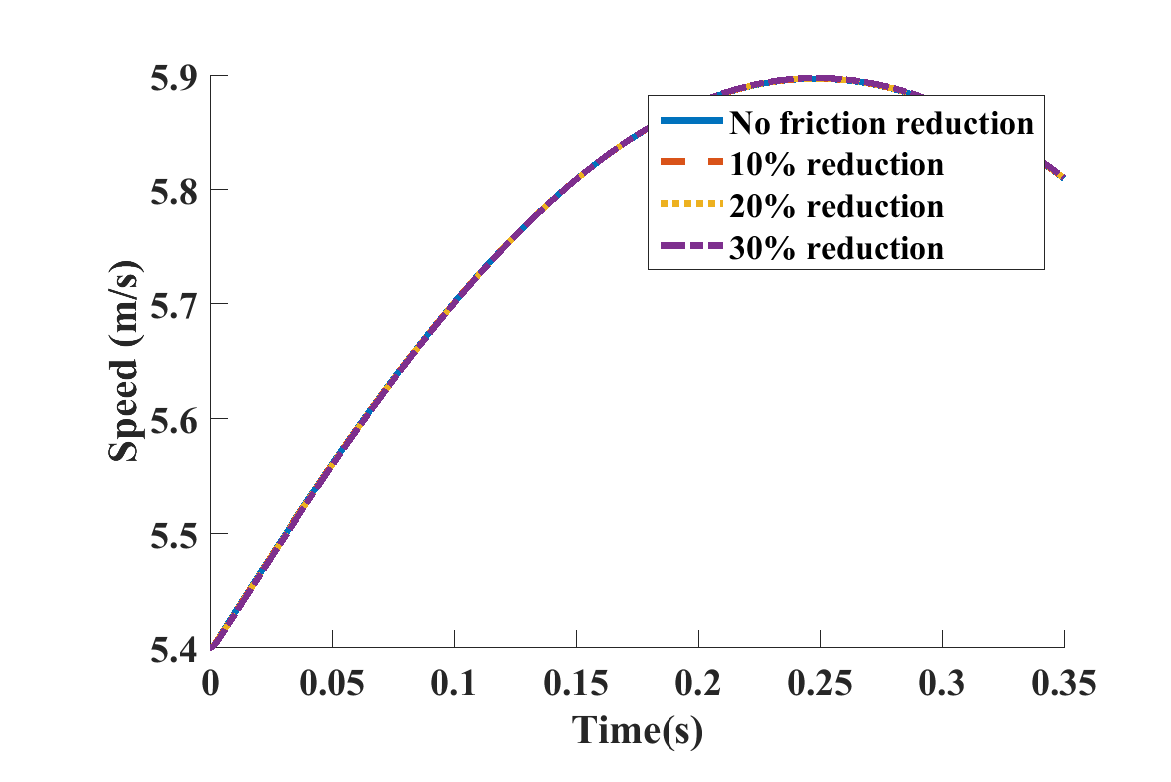 5.9
5.8
5.7
5.6
5.5
5.4
Speed (m/s)
No friction reduction
10% reduction
20% reduction
30% reduction
0 0.05 0.1 0.15 0.2 0.25 0.3 0.35
Time(s)